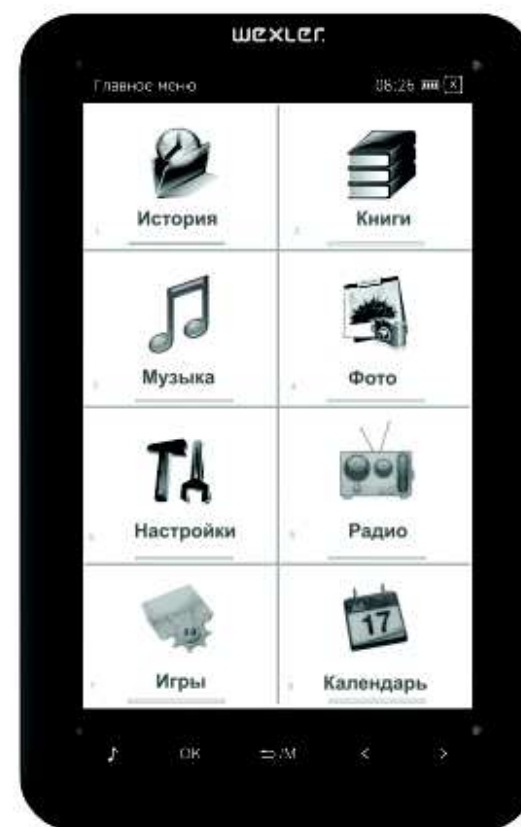 wexler.
Главное меню 08:26
История Книги
Музыка Фото
Настройки Радио
17
Игры Календарь
OK /M < >